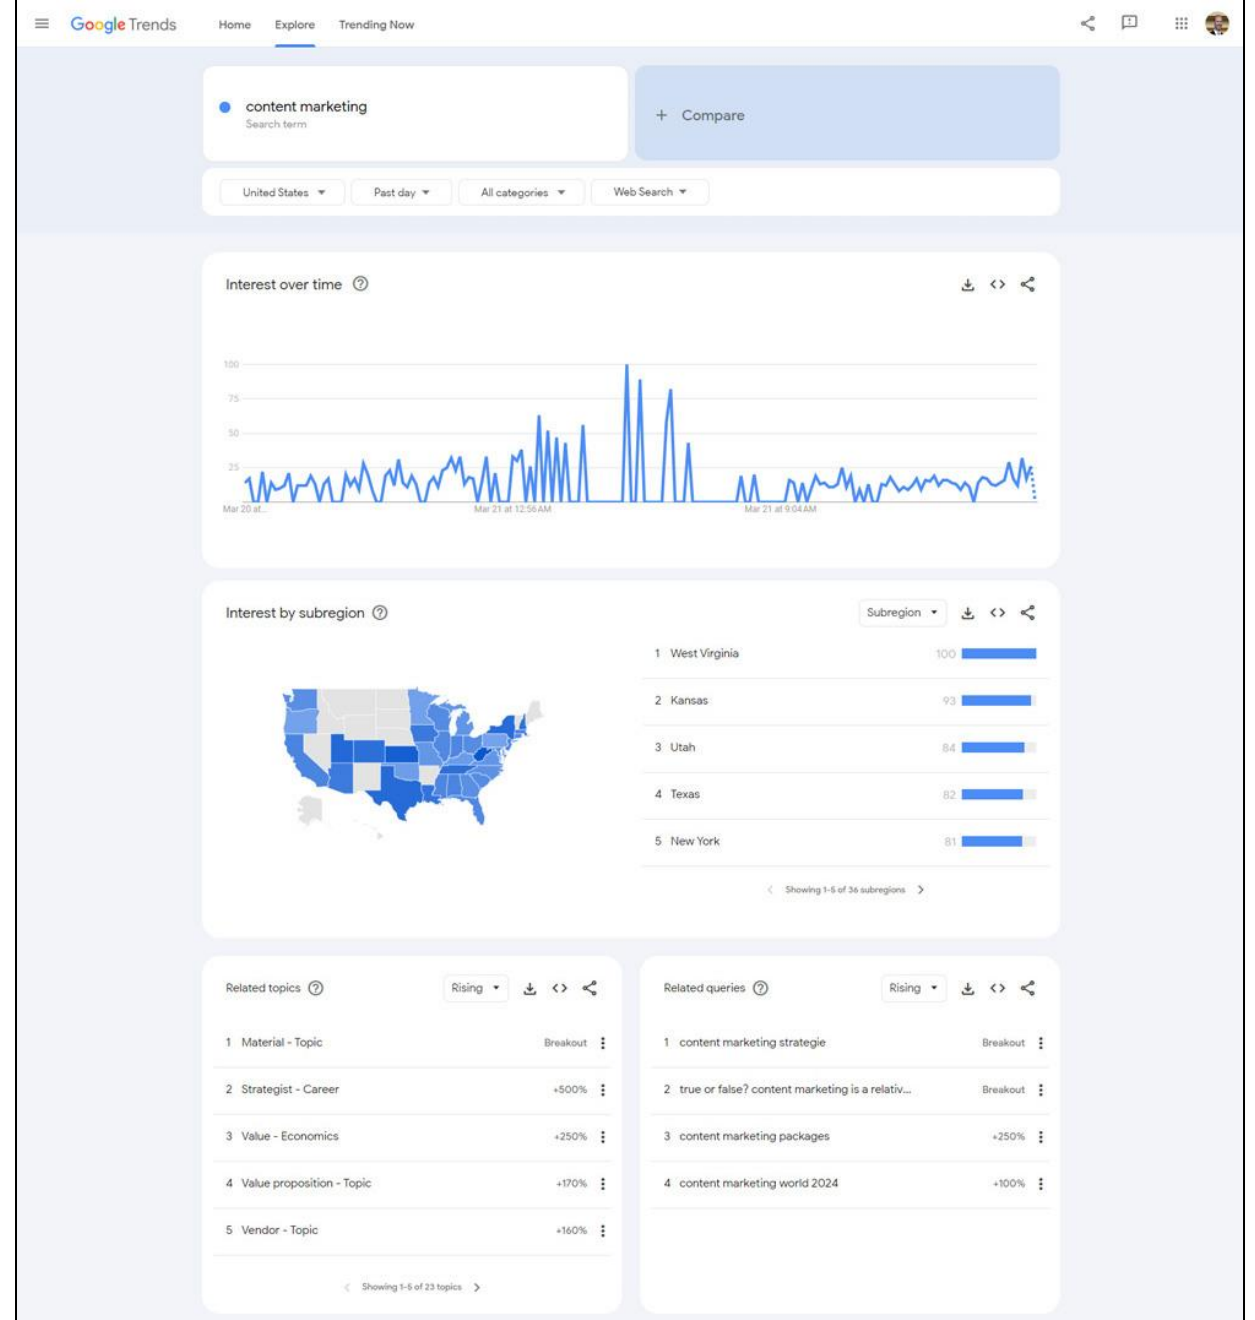 Google Trends Home Explore Trending Now
content marketing
Search term
+ Compare
United States Past day All categories Web Search
Interest over time
100
75
50
25
Mar 20 at... Mar 21 at 12:56 AM Mar 21 at 9:04 AM
Interest by subregion Subregion
1 West Virginia 100
2 Kansas 93
3 Utah 84
4 Texas 82
5 New York 81
Showing 1-5 of 36 subregions
Related topics Rising
1 Material - Topic Breakout
2 Strategist - Career +500%
3 Value - Economics +250%
4 Value proposition - Topic +170%
5 Vendor - Topic +160%
Showing 1-5 of 23 topics
Related queries Rising
1 content marketing strategie Breakout
2 true or false? content marketing is a relativ... Breakout
3 content marketing packages +250%
4 content marketing world 2024 +100%